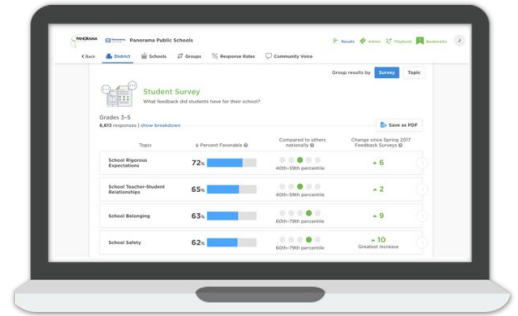 PANORAMA Panorama Public Schools Results Admin Playbook Bookmarks
Back District Schools Groups Response Rates Community Voice
Group results by Survey Topic
Student Survey
What feedback did students have for their school?
Grades 3-5
6,813 responses | show breakdown Save as PDF
Topic Percent Favorable Compared to others nationally Change since Spring 2017 Feedback Surveys
School Rigorous Expectations 72% 40th-59th percentile 6
School Teacher-Student Relationships 65% 40th-59th percentile 2
School Belonging 63% 60th-79th percentile 9
School Safety 62% 60th-79th percentile 10 Greatest increase